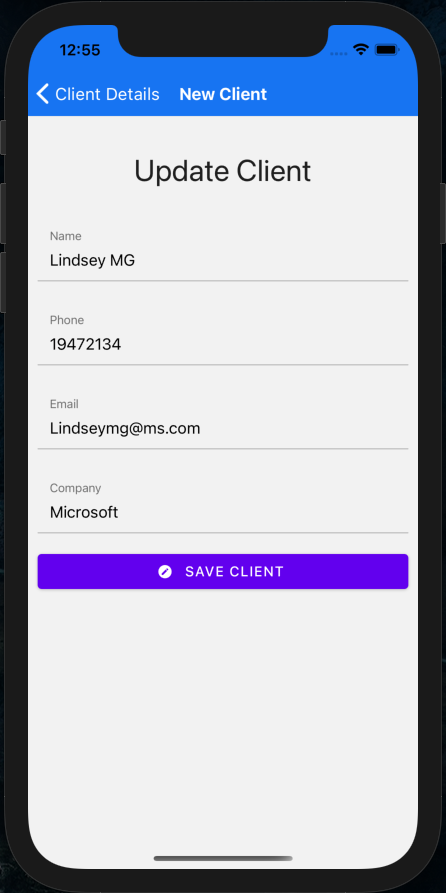 12:55
Client Details New Client
Update Client
Name
Lindsey MG
Phone
19472134
Email
Lindseymg@ms.com
Company
Microsoft
SAVE CLIENT